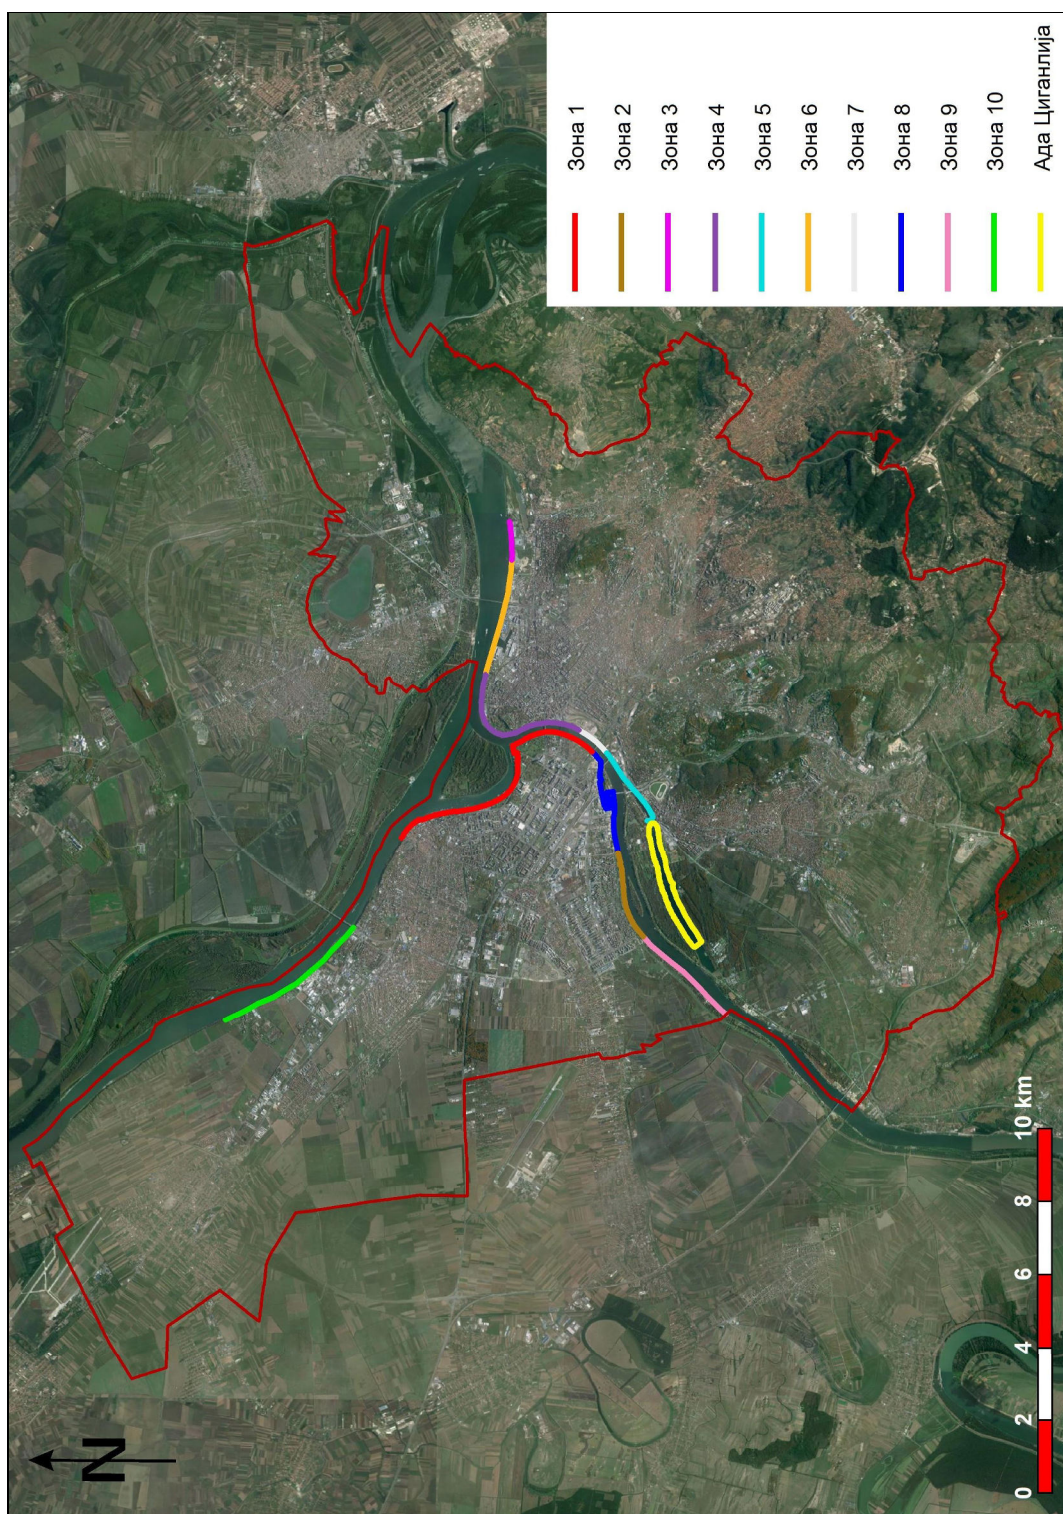 Зона 1
Зона 2
Зона 3
Зона 4
Зона 5
Зона 6
Зона 7
Зона 8
Зона 9
Зона 10
Ада Циганлија
N
0 2 4 6 8 10 km